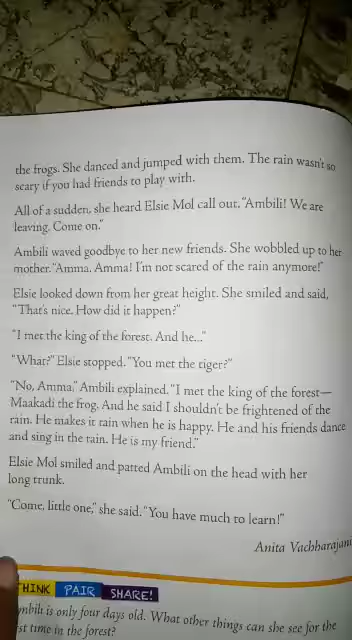 the frogs. She danced and jumped with them. The rain wasn't so
scary if you had friends to play with.
All of a sudden, she heard Elsie Mol call out, "Ambili! We are
leaving. Come on."
Ambili waved goodbye to her new friends. She wobbled up to her
mother. "Amma, Amma! I'm not scared of the rain anymore!"
Elsie looked down from her great height. She smiled and said,
"That's nice. How did it happen?"
"I met the king of the forest. And he..."
"What?" Elsie stopped. "You met the tiger?"
"No, Amma," Ambili explained. "I met the king of the forest—
Maakadi the frog. And he said I shouldn't be frightened of the
rain. He makes it rain when he is happy. He and his friends dance
and sing in the rain. He is my friend."
Elsie Mol smiled and patted Ambili on the head with her
long trunk.
"Come, little one," she said. "You have much to learn!"
Anita Vachharajani
THINK PAIR SHARE!
is only four days old. What other things can she see for the
time in the forest?